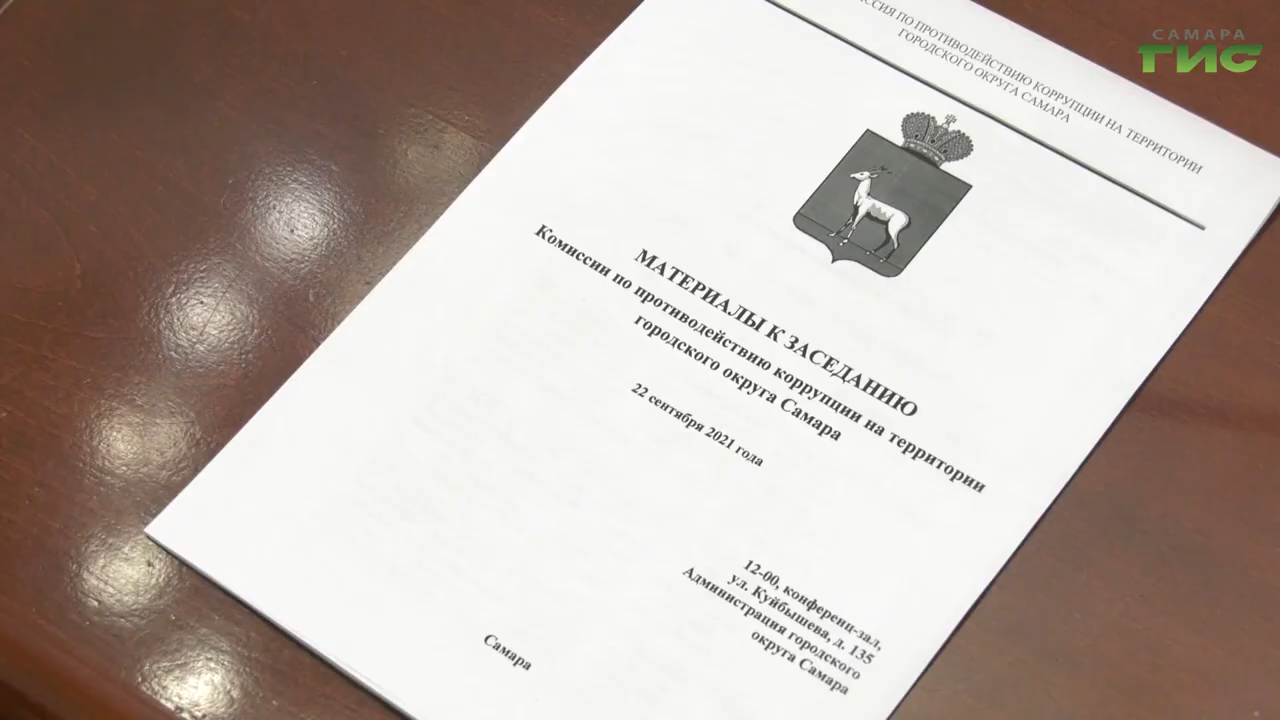 САМАРА
ГИС
ПО ПРОТИВОДЕЙСТВИЮ КОРРУПЦИИ НА ТЕРРИТОРИИ
ГОРОДСКОГО ОКРУГА САМАРА
МАТЕРИАЛЫ К ЗАСЕДАНИЮ
Комиссии по противодействию коррупции на территории
городского округа Самара
22 сентября 2021 года
12-00, конференц-зал,
ул. Куйбышева, д. 135
Администрация городского
округа Самара
Самара